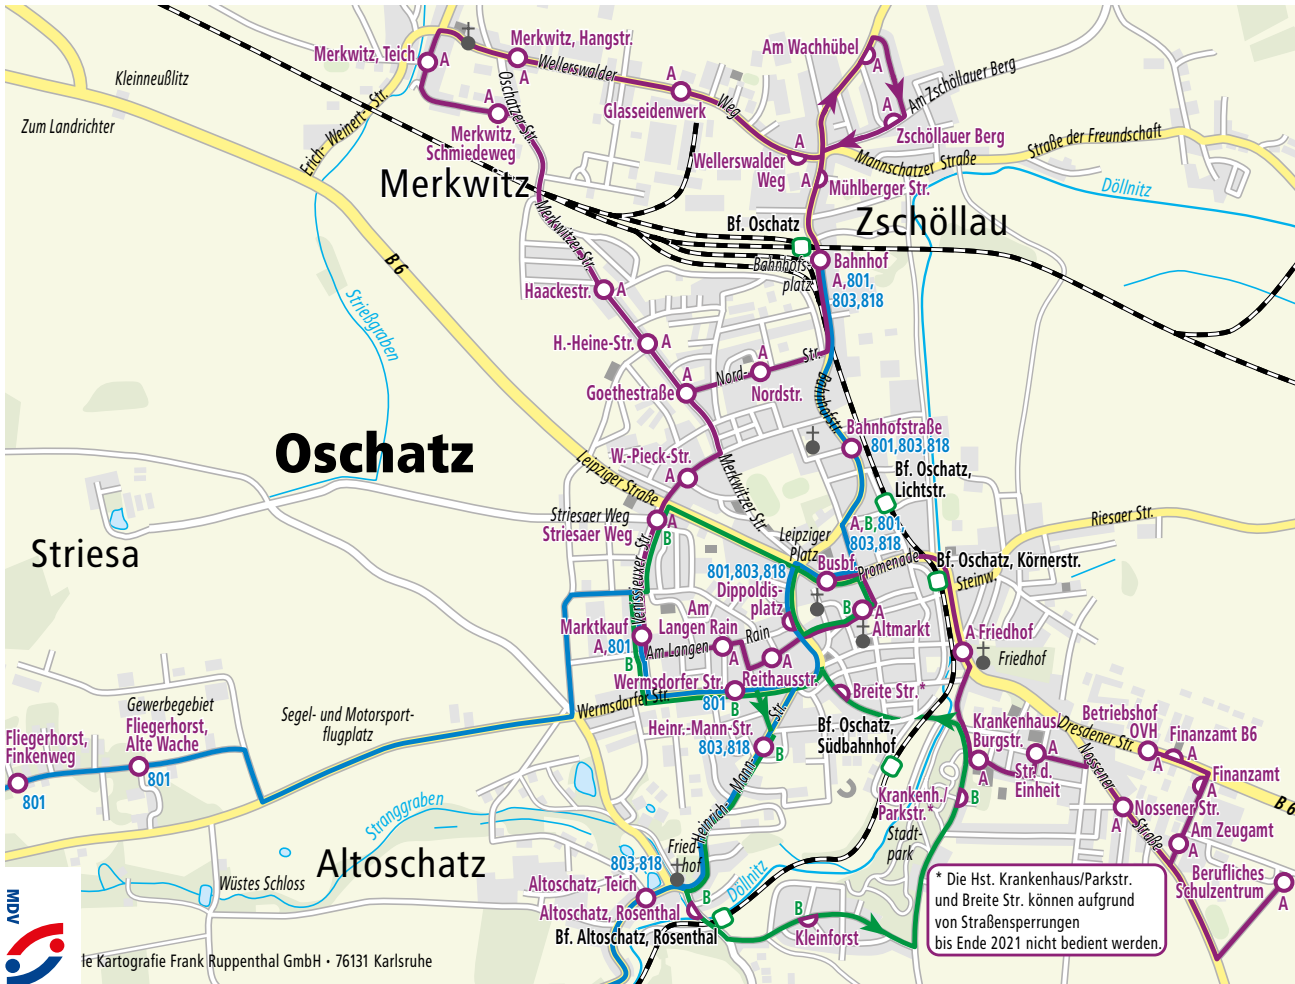 Merkwitz, Teich
Merkwitz, Hangstr.
Am Wachhübel
A
A
A
A
A
A
Kleinneußlitz
Oschatzer Str.
Wellerswalder
Weg
Am Zschöllauer Berg
Zum Landrichter
Erich- Weinert- Str.
Merkwitz,
Schmiedeweg
Glasseidenwerk
Zschöllauer Berg
A
Straße der Freundschaft
Mannschatzer Straße
Wellerswalder
Weg
A
Mühlberger Str.
Döllnitz
Merkwitz
Zschöllau
Bf. Oschatz
Merkwitzer Str.
Bahnhofs-
platz
Bahnhof
A,801,
803,818
B 6
Strießgraben
Haackestr.
A
H.-Heine-Str.
A
A
Nord-
Str.
A
Nordstr.
Goethestraße
Bahnhofstr.
Oschatz
Bahnhofstraße
801,803,818
W.-Pieck-Str.
A
Merkwitzer Str.
Leipziger Straße
Bf. Oschatz,
Lichtstr.
Striesaer Weg
Striesaer Weg
A
B
A,B,801,
803,818
Riesaer Str.
Striesa
Leipziger
Platz
Busbf
Promenade
Bf. Oschatz, Körnerstr.
Steinw.
Venissieuxer Str.
801,803,818
Dippoldis-
platz
B
A
Altmarkt
Marktkauf
A,801
B
Am
Langen Rain
Am Langen
Rain
A
A
Reithausstr.
A Friedhof
Friedhof
Wermsdorfer Str.
801
B
Wermsdorfer Str.
Breite Str.*
Gewerbegebiet
Fliegerhorst,
Alte Wache
801
Fliegerhorst,
Finkenweg
801
Segel- und Motorsport-
flugplatz
Heinr.-Mann-Str.
803,818
B
Heinrich- Mann- Str.
Bf. Oschatz,
Südbahnhof
Krankenhaus
Burgstr.
A
A
Str. d.
Einheit
Betriebshof
OVH
A
Dresdener Str.
Finanzamt B6
A
Finanzamt
A
B 6
Krankenh./
Parkstr.*
B
Nossener
Straße
Nossener Str.
A
Am Zeugamt
A
Stadt-
park
Stranggraben
Altoschatz
Wüstes Schloss
Fried-
hof
803,818
Altoschatz, Teich
Altoschatz, Rosenthal
B
Bf. Altoschatz, Rosenthal
Döllnitz
B
Kleinforst
Berufliches
Schulzentrum
A
* Die Hst. Krankenhaus/Parkstr.
und Breite Str. können aufgrund
von Straßensperrungen
bis Ende 2021 nicht bedient werden.
MDV
le Kartografie Frank Ruppenthal GmbH • 76131 Karlsruhe